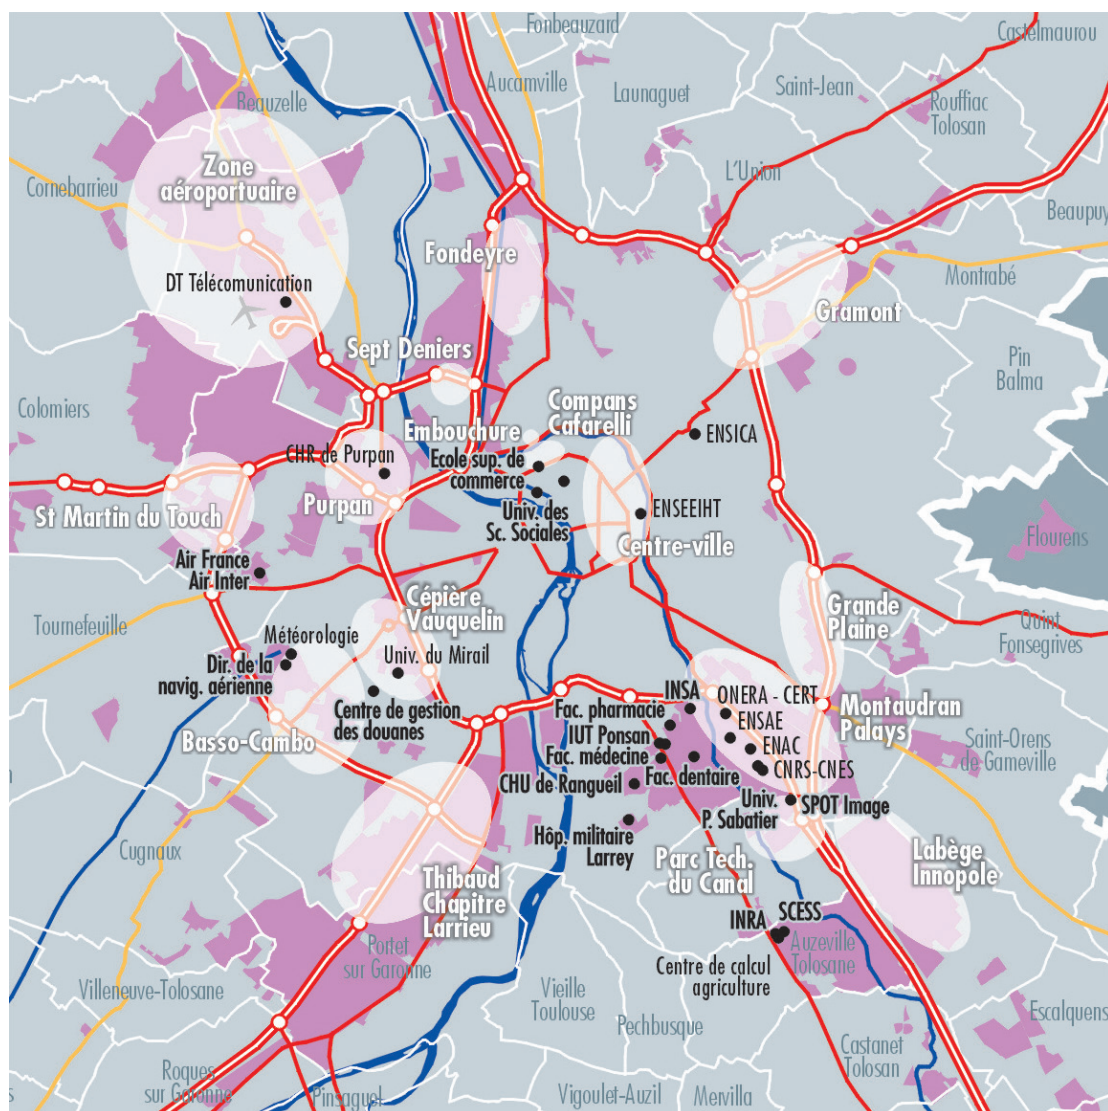 Fonbeauzard
Castelmaurou
Aucamville
Saint-Jean
Launaguet
Beauzelle
Rouffiac
Tolosan
Zone
aéroportuaire
Cornebarrieu
L'Union
Beaupuy
Fondeyre
Montrabé
DT Télécomunication
Gramont
Sept Deniers
Pin
Balma
Colomiers
Compans
Cafarelli
Embouchure
ENSICA
CHR de Purpan
Ecole sup. de
commerce
Purpan
St Martin du Touch
Univ. des
Sc. Sociales
ENSEEIHT
Centre-ville
Flourens
Air France
Air Inter
Cépière
Vauquelin
Grande
Plaine
Tournefeuille
Quint
Fonsegrives
Météorologie
Dir. de la
navig. aérienne
Univ. du Mirail
Centre de gestion
des douanes
INSA
ONERA - CERT
Fac. pharmacie
ENSAE
Montaudran
Palays
Basso-Cambo
IUT Ponsan
ENAC
Fac. médecine
Saint-Orens
de Gameville
CNRS-CNES
Fac. dentaire
CHU de Rangueil
Univ.
P. Sabatier
SPOT Image
Hôp. militaire
Larrey
Cugnaux
Parc Tech.
du Canal
Labège
Innopole
Thibaud
Chapitre
Larrieu
INRA
SCESS
Portet
sur Garonne
Auzeville
Tolosane
Centre de calcul
agriculture
Villeneuve-Tolosane
Vieille
Toulouse
Pechbusque
Escalquens
Castanet
Tolosan
Roques
sur Garonne
Pinsaguel
Vigoulet-Auzil
Mervilla